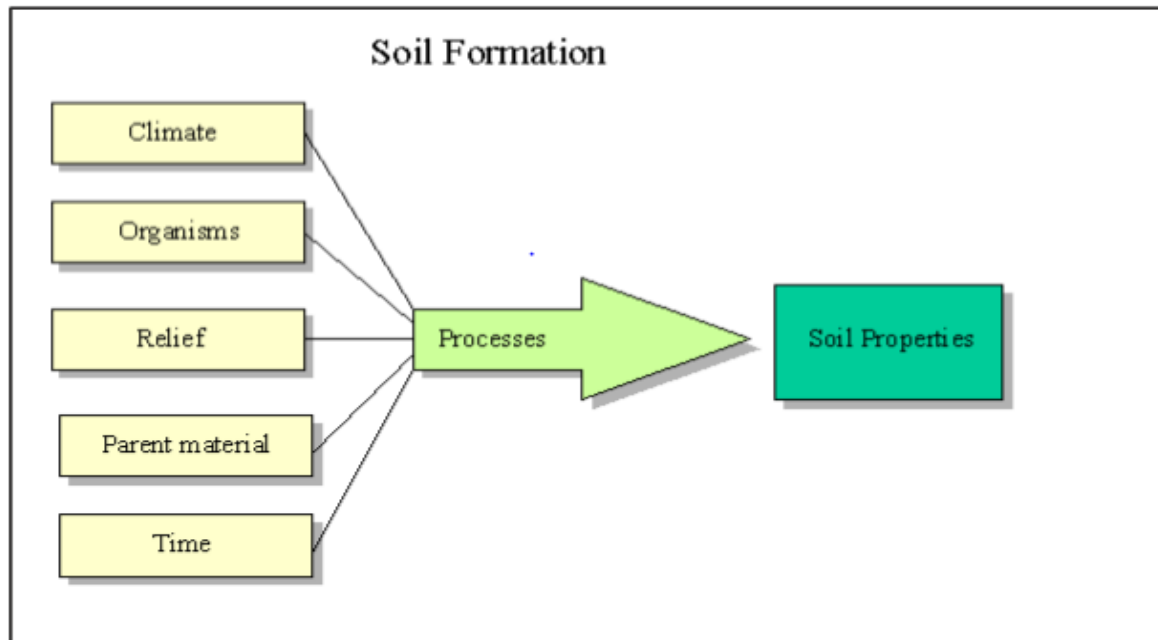 Soil Formation
Climate
Organisms
Relief
Parent material
Time
Processes
Soil Properties